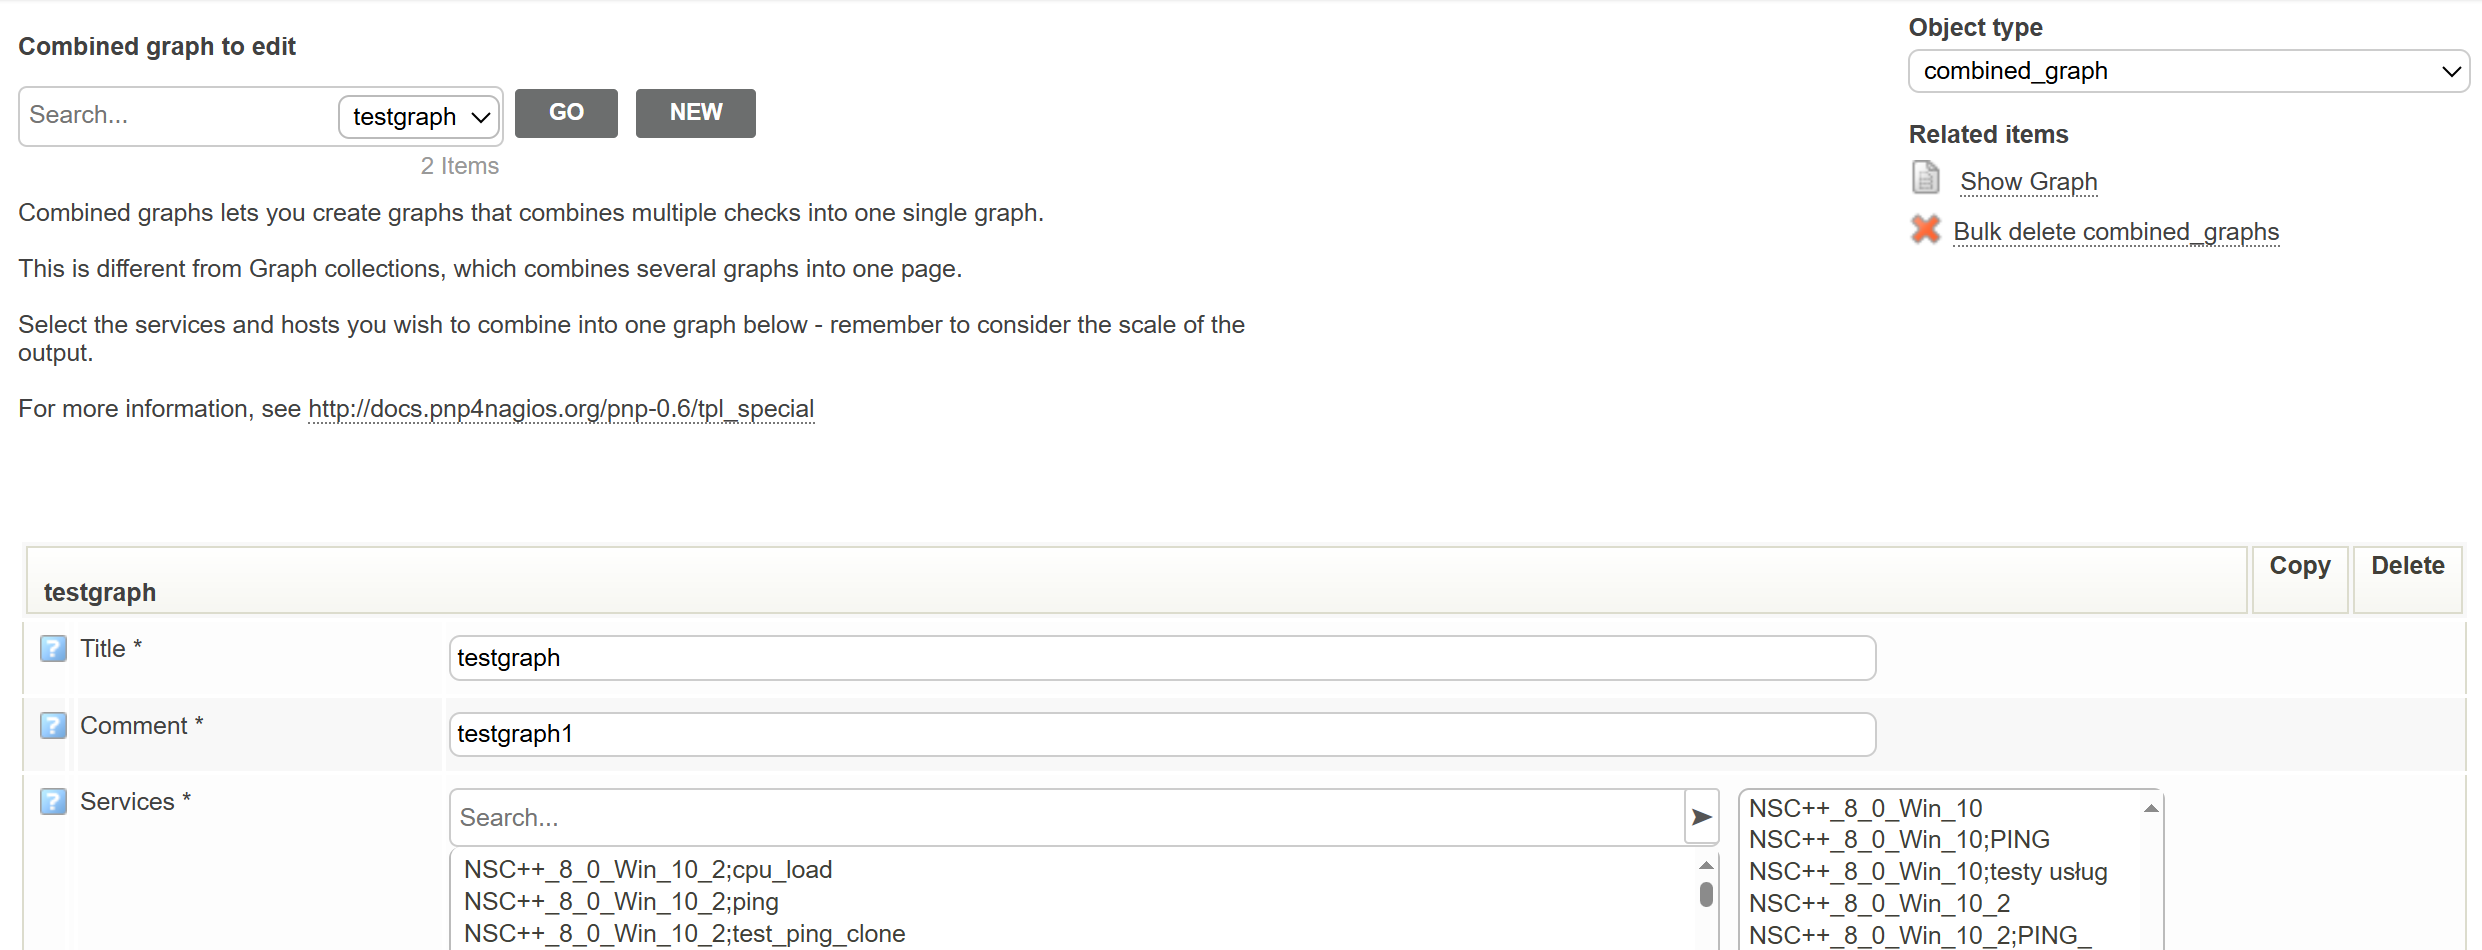 Combined graph to edit
Search...
testgraph
GO
NEW
2 Items
Combined graphs lets you create graphs that combines multiple checks into one single graph.
This is different from Graph collections, which combines several graphs into one page.
Select the services and hosts you wish to combine into one graph below - remember to consider the scale of the
output.
For more information, see http://docs.pnp4nagios.org/pnp-0.6/tpl_special
Object type
combined_graph
Related items
Show Graph
Bulk delete combined_graphs
testgraph
Copy
Delete
Title *
testgraph
Comment *
testgraph1
Services *
Search...
NSC++_8_0_Win_10_2;cpu_load
NSC++_8_0_Win_10_2;ping
NSC++_8_0_Win_10_2;test_ping_clone
NSC++_8_0_Win_10
NSC++_8_0_Win_10;PING
NSC++_8_0_Win_10;testy usług
NSC++_8_0_Win_10_2
NSC++_8_0_Win_10_2;PING_